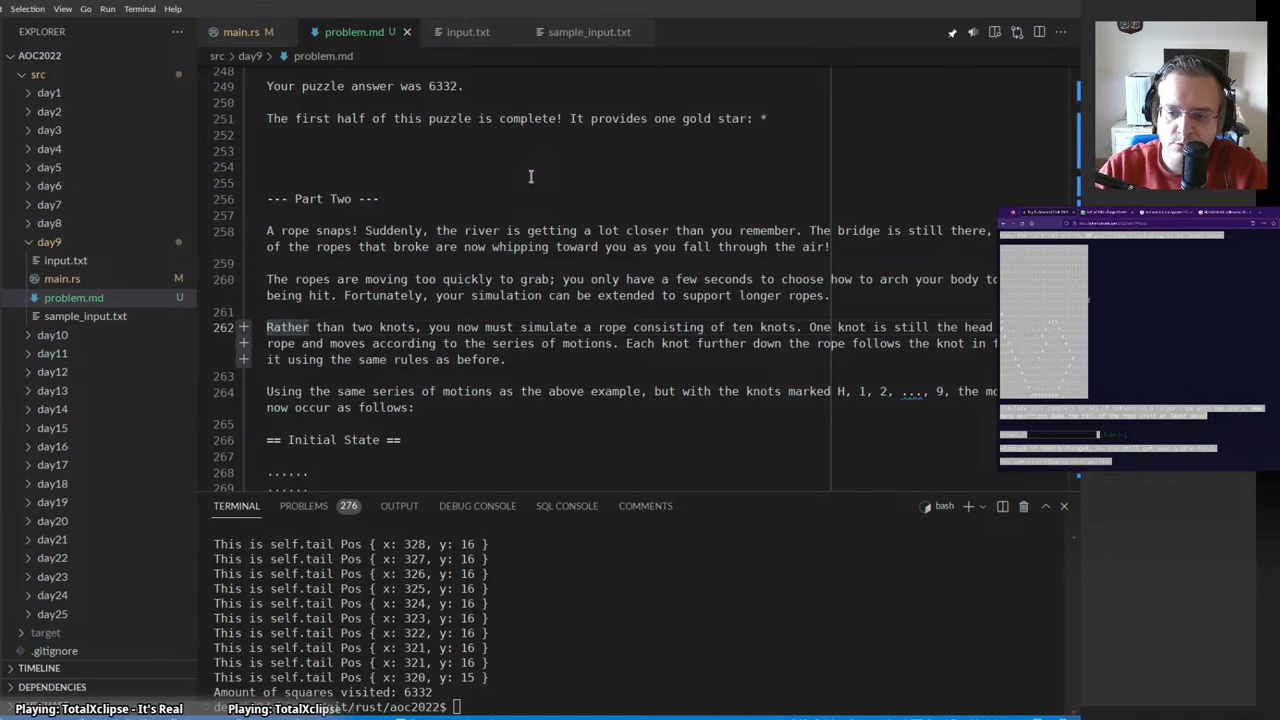 Selection View Go Run Terminal Help
EXPLORER
main.rs M
problem.md U
input.txt
sample_input.txt
AOC2022
src > day9 > problem.md
src
day1
day2
day3
day4
day5
day6
day7
day8
day9
input.txt
main.rs M
problem.md U
sample_input.txt
day10
day11
day12
day13
day14
day15
day16
day17
day18
day19
day20
day21
day22
day23
day24
day25
target
.gitignore
TIMELINE
DEPENDENCIES
248
249 Your puzzle answer was 6332.
250
251 The first half of this puzzle is complete! It provides one gold star: *
252
253
254
255
256 --- Part Two ---
257
258 A rope snaps! Suddenly, the river is getting a lot closer than you remember. The bridge is still there,
of the ropes that broke are now whipping toward you as you fall through the air!
259
260 The ropes are moving too quickly to grab; you only have a few seconds to choose how to arch your body to
being hit. Fortunately, your simulation can be extended to support longer ropes.
261
262 Rather than two knots, you now must simulate a rope consisting of ten knots. One knot is still the head
rope and moves according to the series of motions. Each knot further down the rope follows the knot in f
it using the same rules as before.
263
264 Using the same series of motions as the above example, but with the knots marked H, 1, 2, ..., 9, the mo
now occur as follows:
265
266 == Initial State ==
267
268 ......
269 ......
TERMINAL PROBLEMS 276 OUTPUT DEBUG CONSOLE SQL CONSOLE COMMENTS
bash
This is self.tail Pos { x: 328, y: 16 }
This is self.tail Pos { x: 327, y: 16 }
This is self.tail Pos { x: 326, y: 16 }
This is self.tail Pos { x: 325, y: 16 }
This is self.tail Pos { x: 324, y: 16 }
This is self.tail Pos { x: 323, y: 16 }
This is self.tail Pos { x: 322, y: 16 }
This is self.tail Pos { x: 321, y: 16 }
This is self.tail Pos { x: 321, y: 16 }
This is self.tail Pos { x: 320, y: 15 }
Amount of squares visited: 6332
it/rust/aoc2022$
Playing: TotalXclipse - It's Real
Playing: TotalXclipse